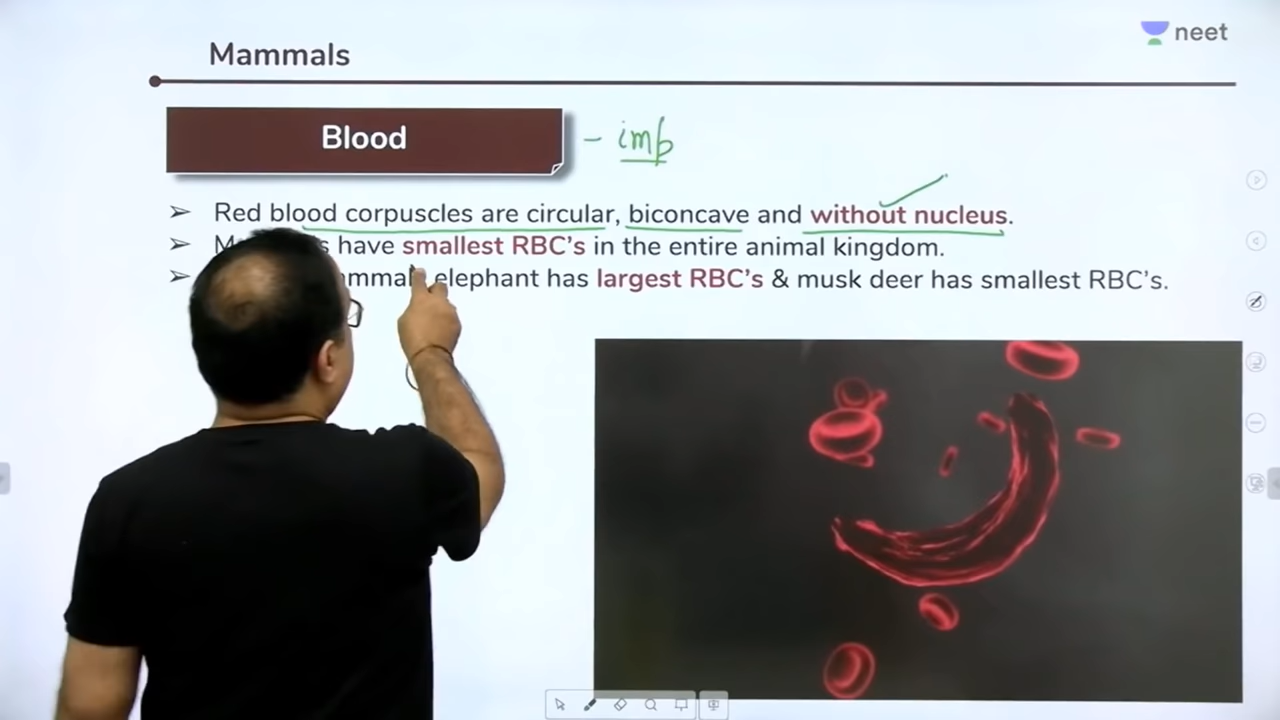 neet
Mammals
Blood
- imp
Red blood corpuscles are circular, biconcave and without nucleus.
have smallest RBC's in the entire animal kingdom.
elephant has largest RBC's & musk deer has smallest RBC's.